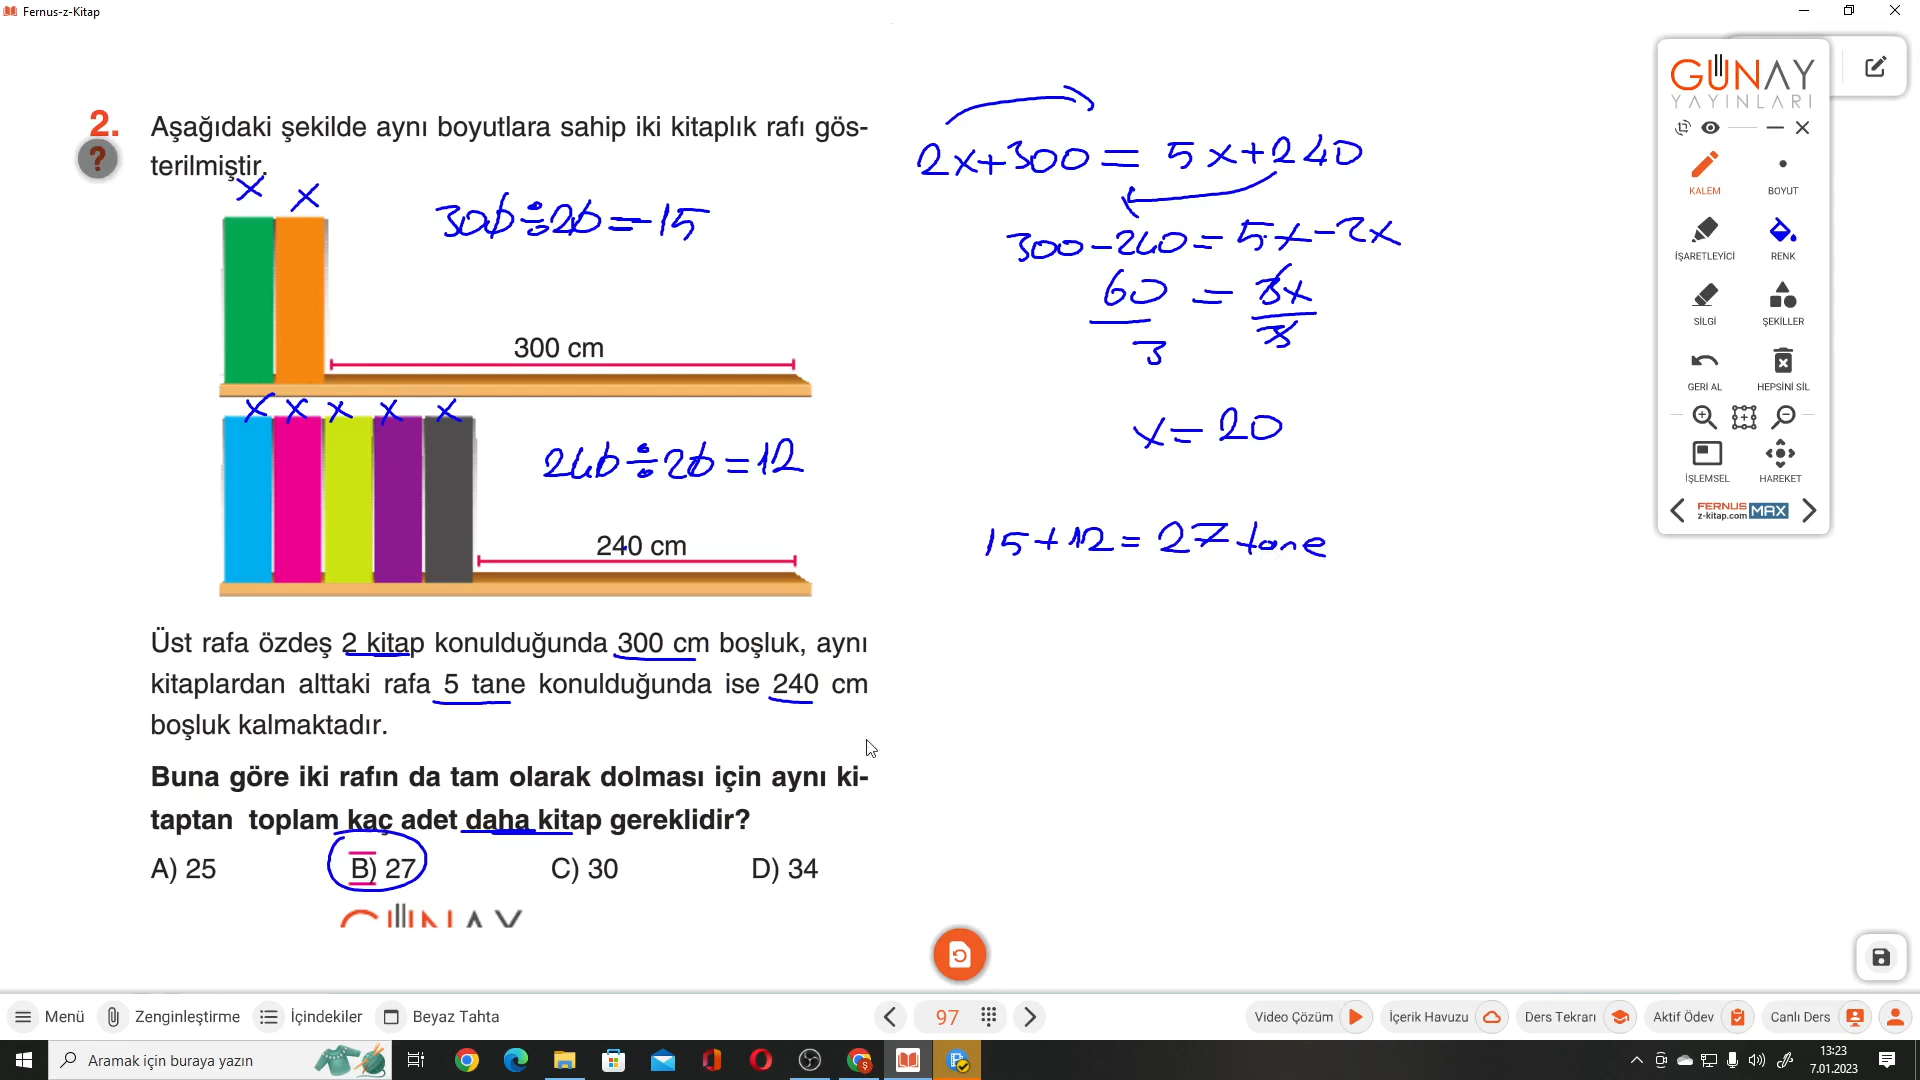 Fernus-z-Kitap
2.
?
Aşağıdaki şekilde aynı boyutlara sahip iki kitaplık rafı gös-
terilmiştir.
x x
300 ÷ 20 = 15
300 cm
x x x x x
240 ÷ 20 = 12
240 cm
Üst rafa özdeş 2 kitap konulduğunda 300 cm boşluk, aynı
kitaplardan alttaki rafa 5 tane konulduğunda ise 240 cm
boşluk kalmaktadır.
Buna göre iki rafın da tam olarak dolması için aynı ki-
taptan toplam kaç adet daha kitap gereklidir?
A) 25 B) 27 C) 30 D) 34
GÜNAY
2x+300 = 5x+240
300-240 = 5x-2x
60 = 3x
3 3
x = 20
15+12 = 27 tane
GÜNAY
YAYINLARI
KALEM BOYUT
İŞARETLEYİCİ RENK
SİLGİ ŞEKİLLER
GERİ AL HEPSİNİ SİL
İŞLEMSEL HAREKET
FERNUS
z-kitap.com MAX
Menü Zenginleştirme İçindekiler Beyaz Tahta 97 Video Çözüm İçerik Havuzu Ders Tekrarı Aktif Ödev Canlı Ders
Aramak için buraya yazın
13:23
7.01.2023